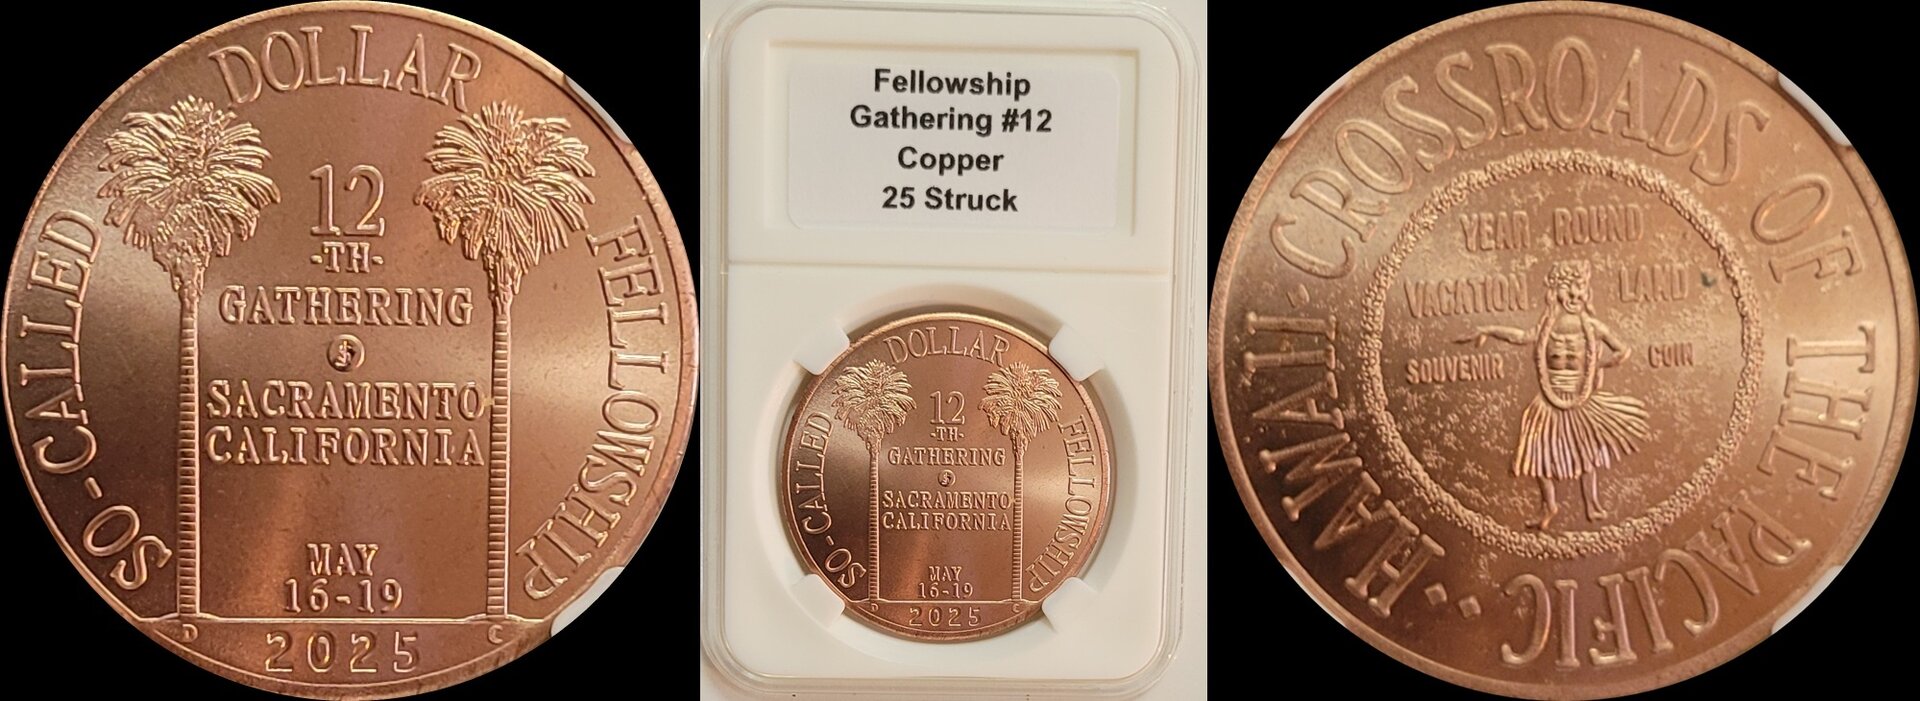 SO-CALLED DOLLAR FELLOWSHIP
12
-TH-
GATHERING
$
SACRAMENTO
CALIFORNIA
MAY
16-19
D C
2025
Fellowship
Gathering #12
Copper
25 Struck
SO-CALLED DOLLAR FELLOWSHIP
12
-TH-
GATHERING
$
SACRAMENTO
CALIFORNIA
MAY
16-19
D C
2025
HAWAII · CROSSROADS OF THE PACIFIC ··
YEAR ROUND
VACATION LAND
SOUVENIR COIN